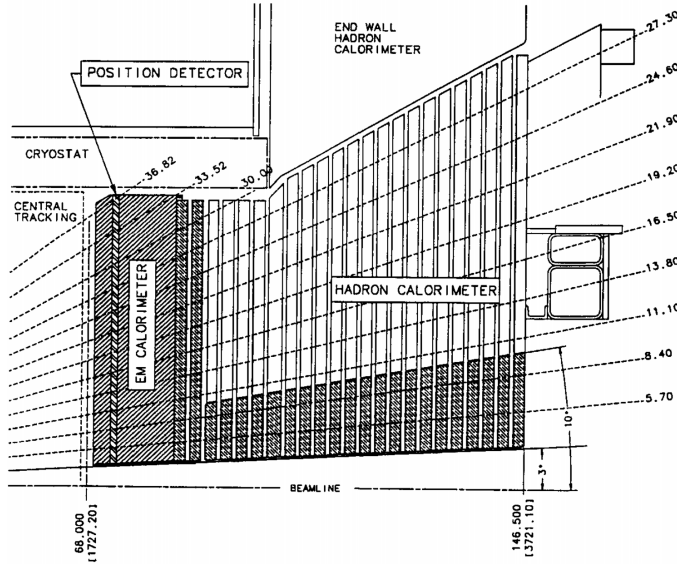 END WALL
HADRON
CALORIMETER
POSITION DETECTOR
CRYOSTAT
CENTRAL
TRACKING
36.82
33.52
30.00
27.30
24.60
21.90
19.20
16.50
13.80
11.10
8.40
5.70
EM CALORIMETER
HADRON CALORIMETER
10°
3°
BEAMLINE
68.000
[1727.20]
146.500
[3721.10]